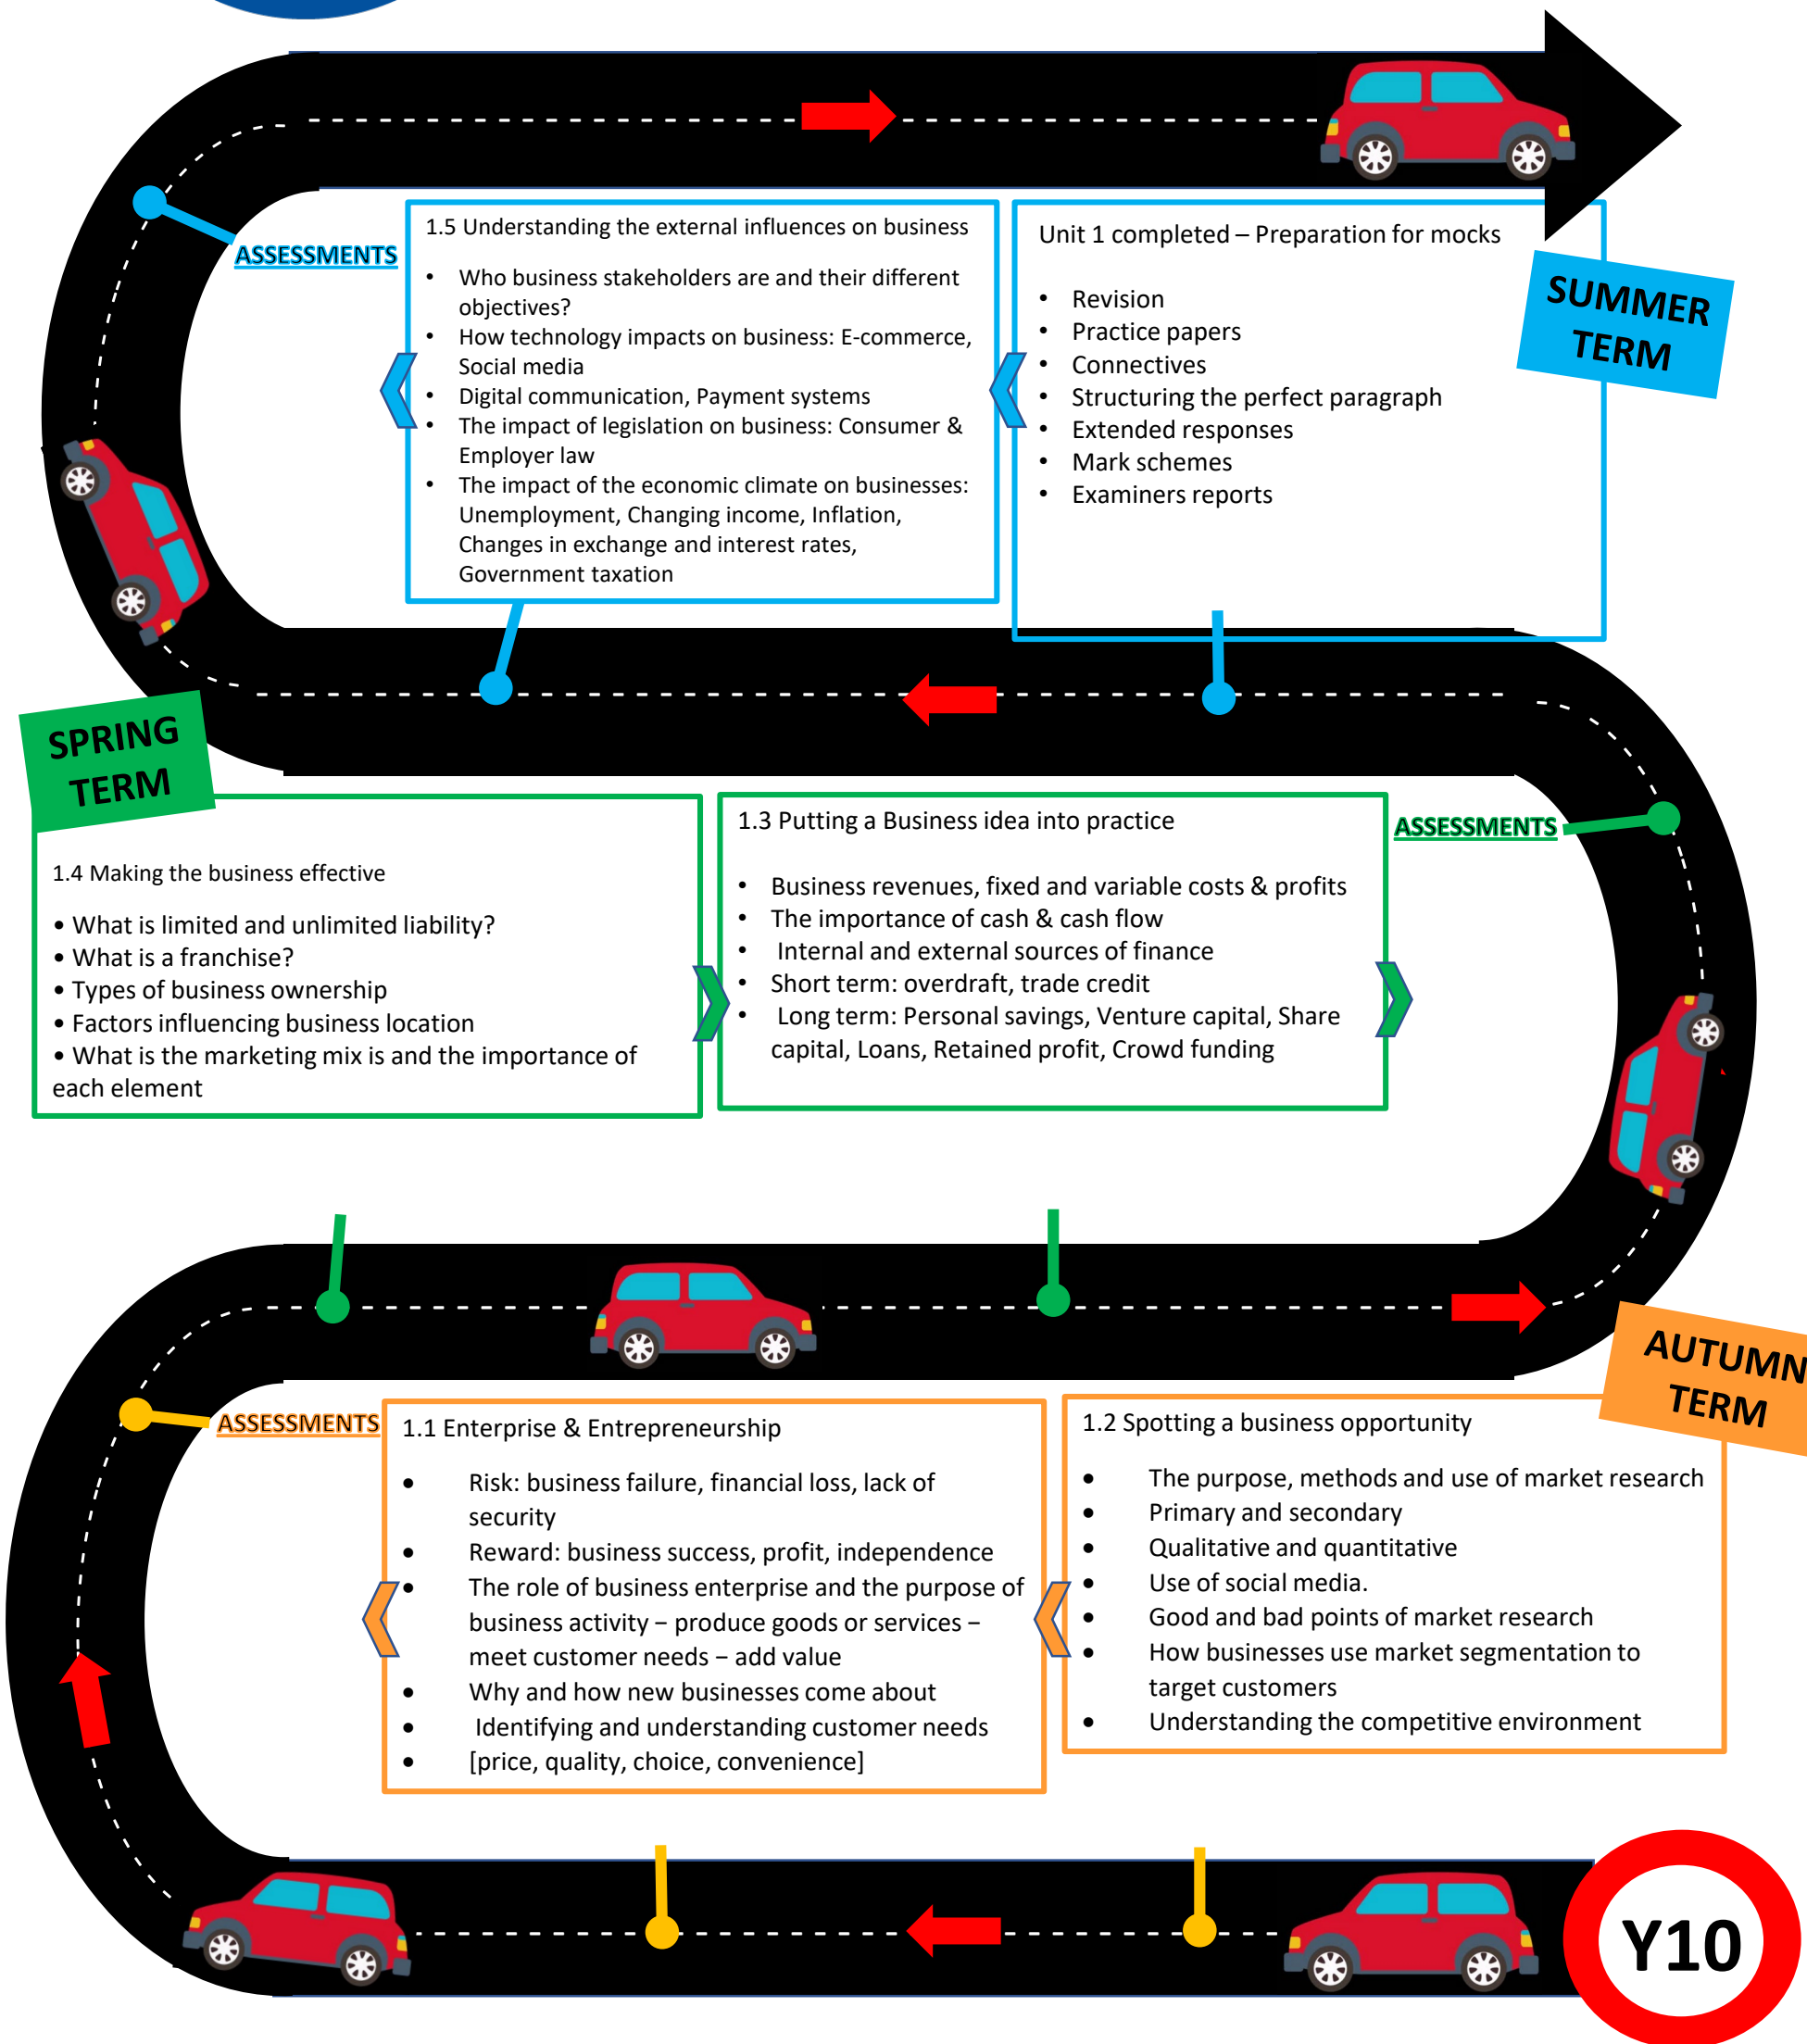 ASSESSMENTS
1.5 Understanding the external influences on business
• Who business stakeholders are and their different
objectives?
• How technology impacts on business: E-commerce,
Social media
• Digital communication, Payment systems
• The impact of legislation on business: Consumer &
Employer law
• The impact of the economic climate on businesses:
Unemployment, Changing income, Inflation,
Changes in exchange and interest rates,
Government taxation
Unit 1 completed – Preparation for mocks
• Revision
• Practice papers
• Connectives
• Structuring the perfect paragraph
• Extended responses
• Mark schemes
• Examiners reports
SUMMER
TERM
SPRING
TERM
1.4 Making the business effective
• What is limited and unlimited liability?
• What is a franchise?
• Types of business ownership
• Factors influencing business location
• What is the marketing mix is and the importance of
each element
1.3 Putting a Business idea into practice
• Business revenues, fixed and variable costs & profits
• The importance of cash & cash flow
• Internal and external sources of finance
• Short term: overdraft, trade credit
• Long term: Personal savings, Venture capital, Share
capital, Loans, Retained profit, Crowd funding
ASSESSMENTS
AUTUMN
TERM
ASSESSMENTS
1.1 Enterprise & Entrepreneurship
• Risk: business failure, financial loss, lack of
security
• Reward: business success, profit, independence
• The role of business enterprise and the purpose of
business activity – produce goods or services –
meet customer needs – add value
• Why and how new businesses come about
• Identifying and understanding customer needs
• [price, quality, choice, convenience]
1.2 Spotting a business opportunity
• The purpose, methods and use of market research
• Primary and secondary
• Qualitative and quantitative
• Use of social media.
• Good and bad points of market research
• How businesses use market segmentation to
target customers
• Understanding the competitive environment
Y10